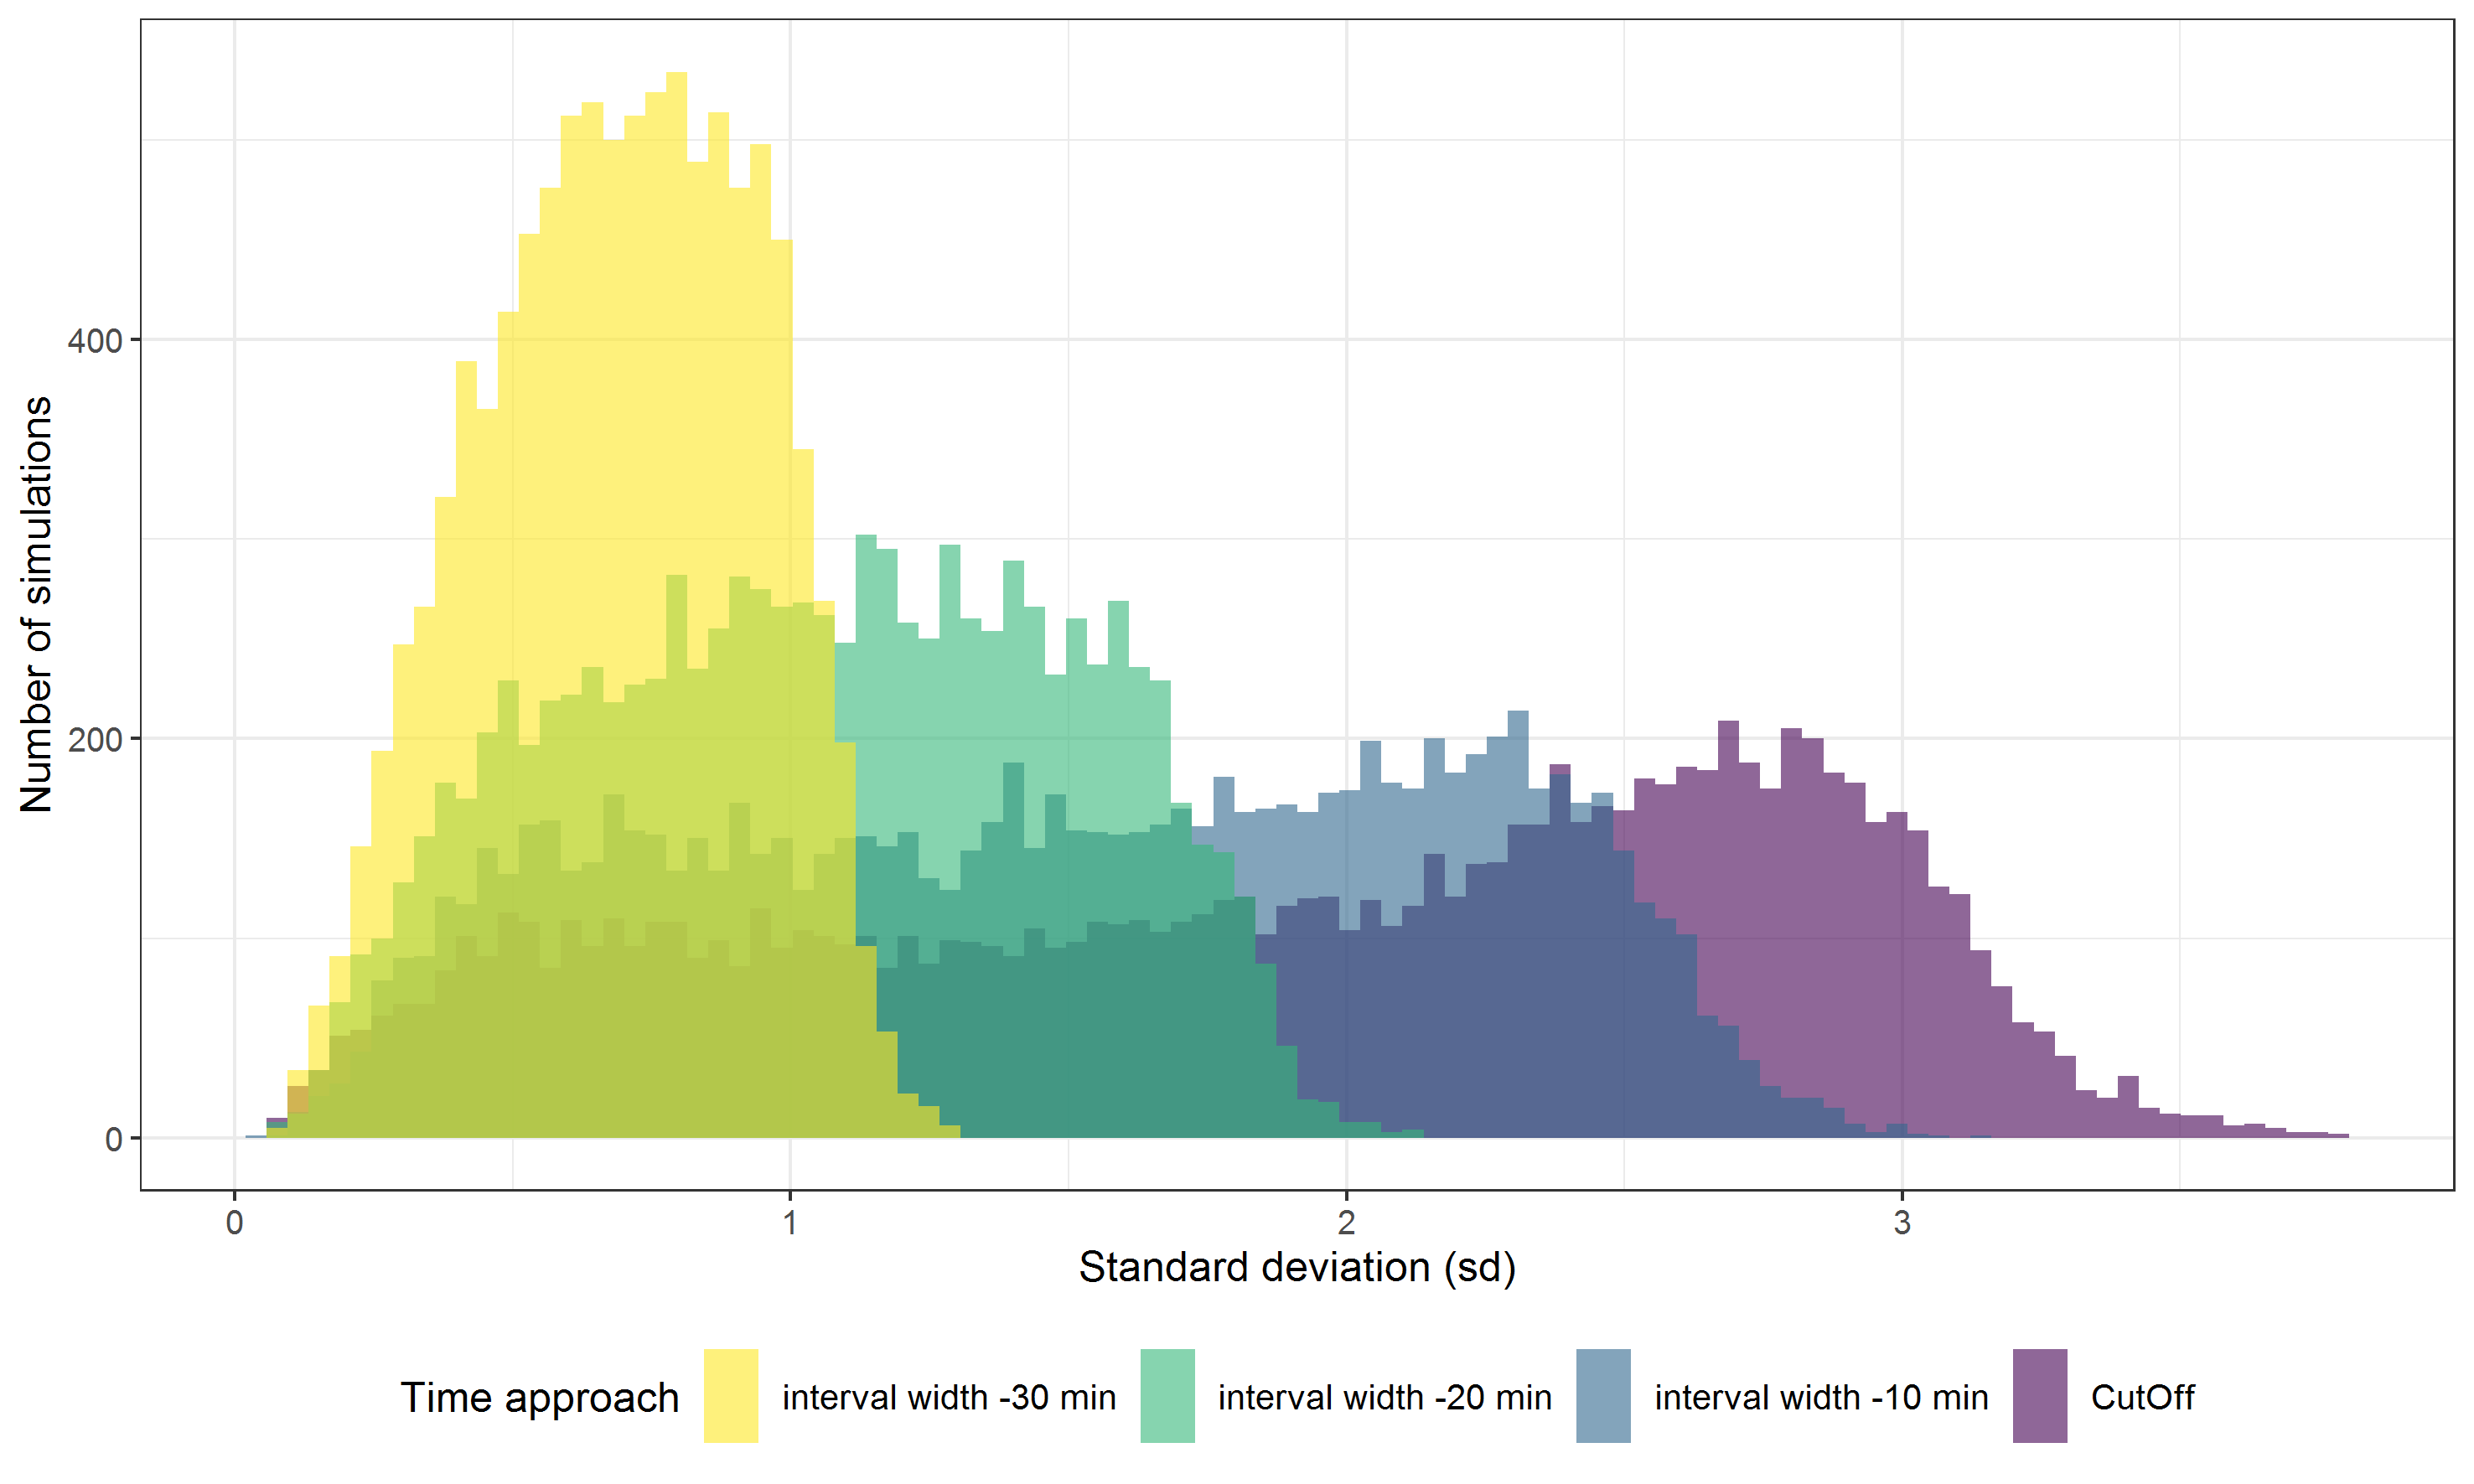 Number of simulations
400
200
0
0 1 2 3
Standard deviation (sd)
Time approach interval width -30 min interval width -20 min interval width -10 min CutOff